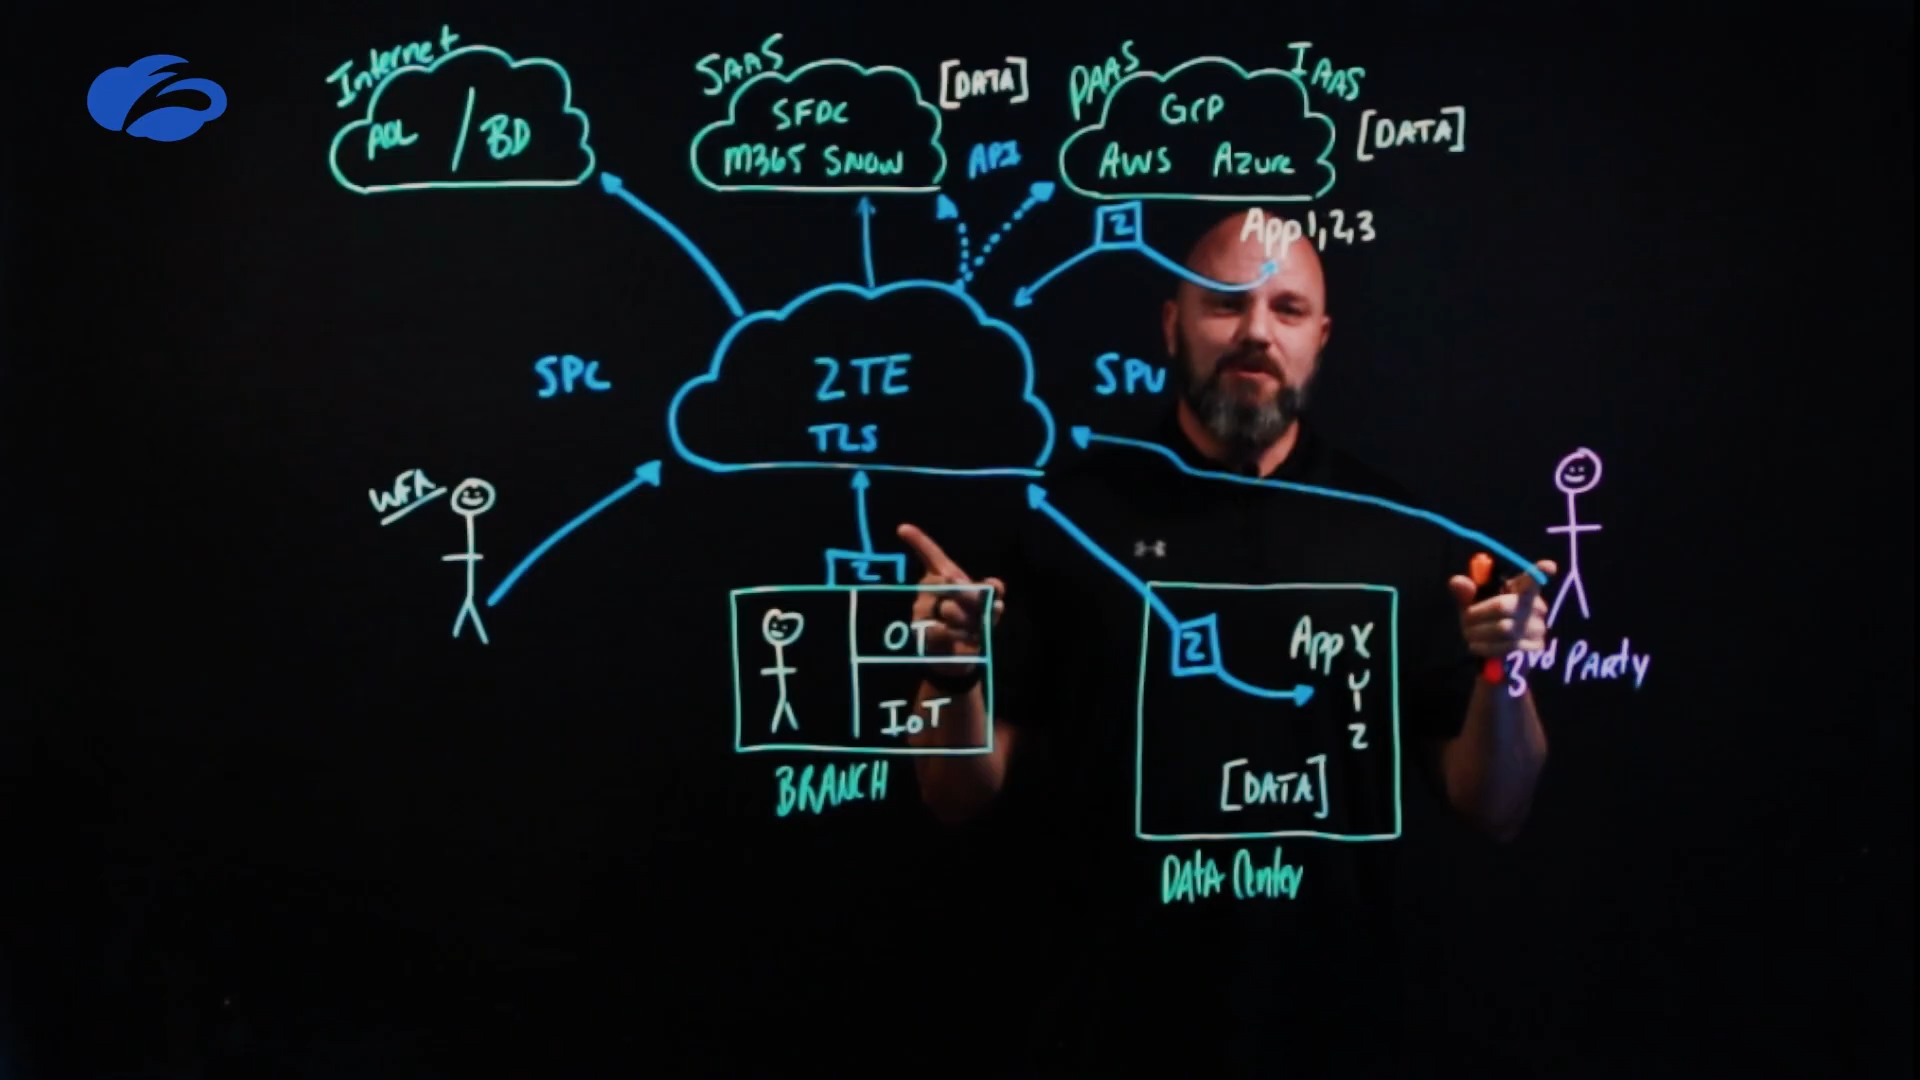 Internet
AOL / BD
SAAS
SFDC
M365 SNOW
[DATA]
API
PAAS
IAAS
GCP
AWS Azure
[DATA]
Z
App 1,2,3
SPC
ZTE
TLS
SPU
WFA
Z
OT
IoT
BRANCH
Z
App X
Y
Z
[DATA]
DATA Center
3rd PARTY